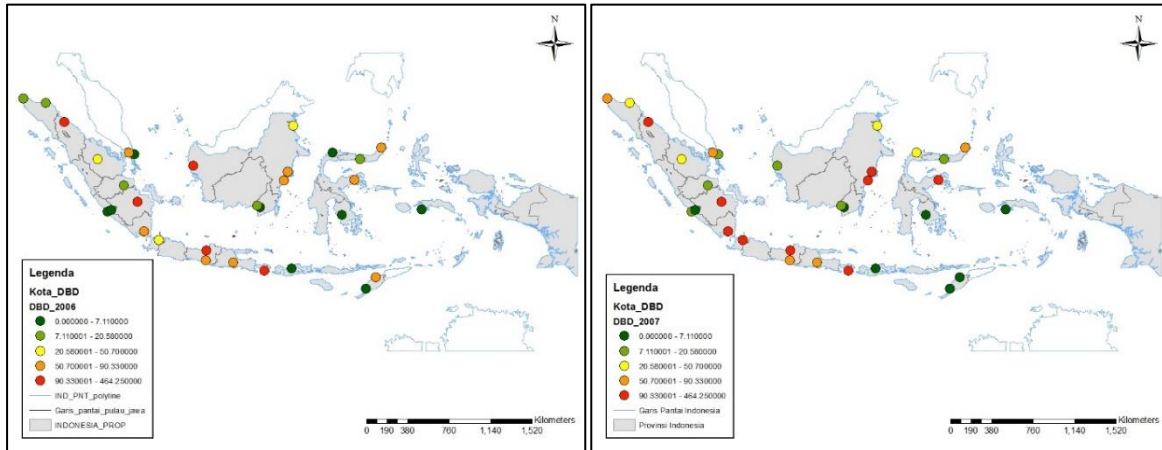 N
Legenda
Kota_DBD
DBD_2006
0.000000 - 7.110000
7.110001 - 20.580000
20.580001 - 50.700000
50.700001 - 90.330000
90.330001 - 464.250000
IND_PNT_polyline
Gars_pantai_pulau_jawa
INDONESIA_PROP
Kilometers
0 190 380 760 1,140 1,520
N
Legenda
Kota_DBD
DBD_2007
0.000000 - 7.110000
7.110001 - 20.580000
20.580001 - 50.700000
50.700001 - 90.330000
90.330001 - 464.250000
Garis Pantai Indonesia
Provinsi Indonesia
Kilometers
0 190 380 760 1,140 1,520